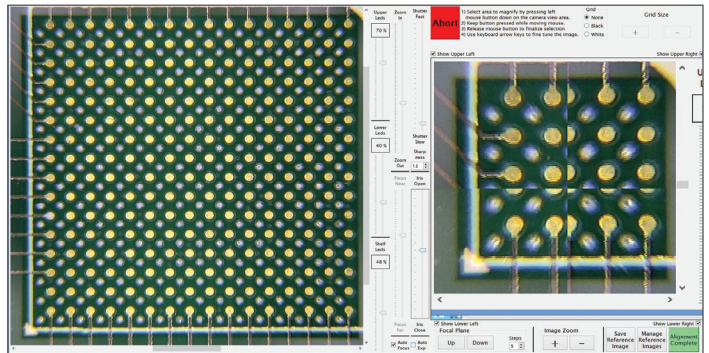 Upper
Leds
70 %
Lower
Leds
40 %
Shelf
Leds
48 %
Zoom
In
Zoom
Out
Focus
Near
Focus
Far
Auto
Focus
Shutter
Fast
Shutter
Slow
Sharp
ness
12
Iris
Open
Iris
Close
Auto
Exp
Abort
1) Select area to magnify by pressing left
mouse button down on the camera view area.
2) Keep button pressed while moving mouse.
3) Release mouse button to finalize selection
4) Use keyboard arrow keys to fine tune the image.
Grid
None
Black
White
Grid Size
+ -
Show Upper Left
Show Upper Right
Show Lower Left
Show Lower Right
Focal Plane
Up Down
Steps
5
Image Zoom
+ -
Save
Reference
Image
Manage
Reference
Images
Alignment
Complete